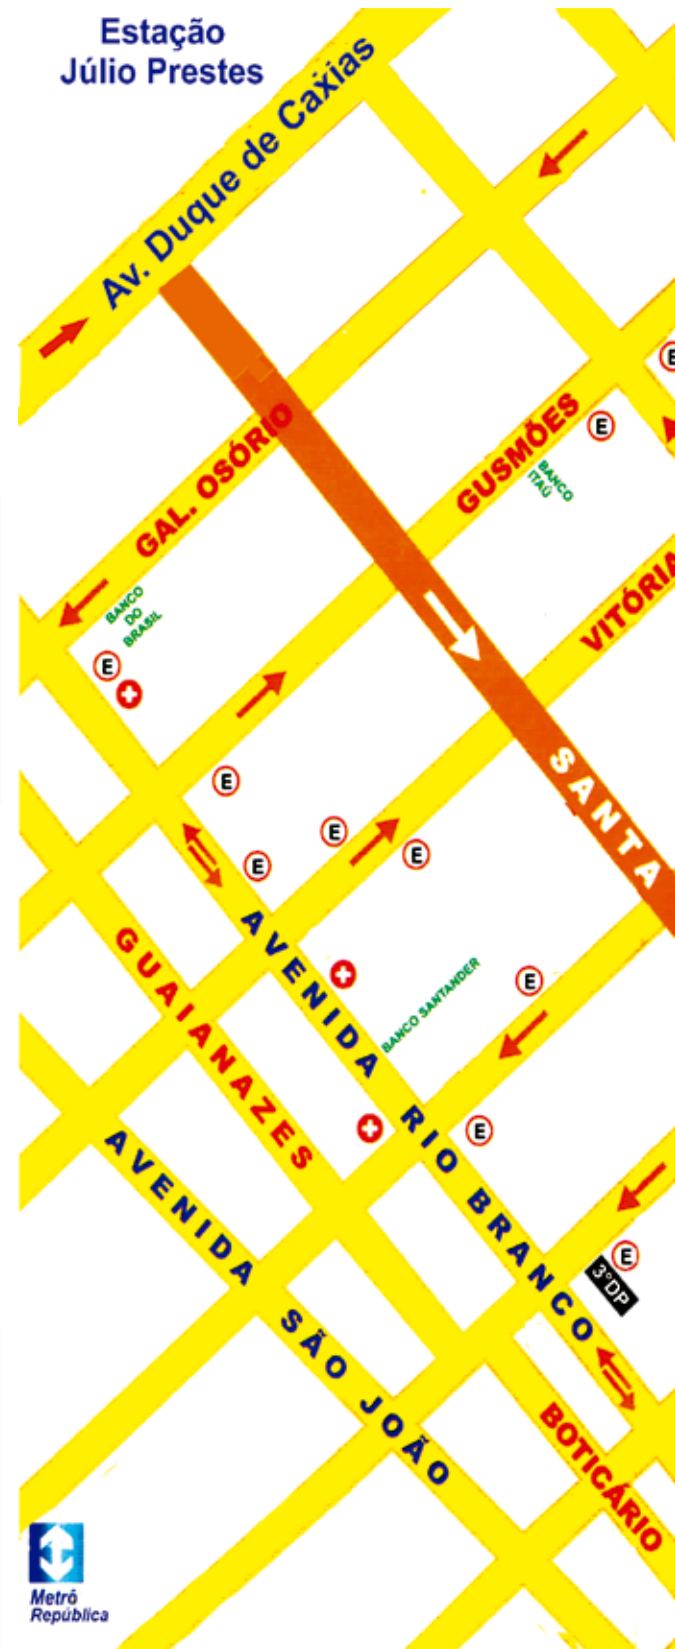 Estação
Júlio Prestes
Av. Duque de Caxias
E
GUSMÕES
E
BANCO
ITAÚ
GAL. OSÓRIO
VITÓRIA
BANCO
DO
BRASIL
E
E
SANTA
E
E
E
AVENIDA RIO BRANCO
GUAIANAZES
BANCO SANTANDER
E
E
AVENIDA SÃO JOÃO
E
3°DP
BOTICÁRIO
Metrô
República